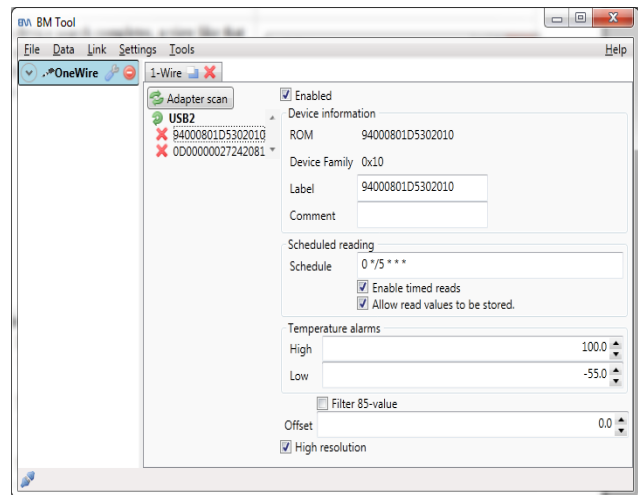 BM Tool
File Data Link Settings Tools Help
OneWire
1-Wire
Adapter scan
USB2
94000801D5302010
0D00000027242081
Enabled
Device information
ROM 94000801D5302010
Device Family 0x10
Label 94000801D5302010
Comment
Scheduled reading
Schedule 0 */5 * * *
Enable timed reads
Allow read values to be stored.
Temperature alarms
High 100.0
Low -55.0
Filter 85-value
Offset 0.0
High resolution